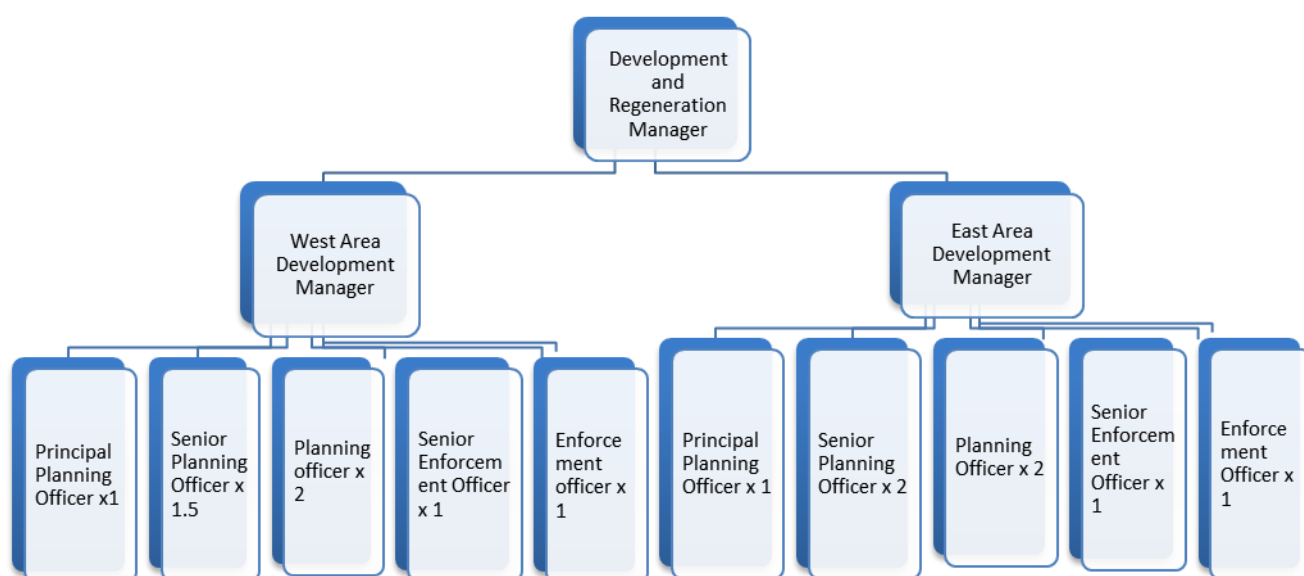 Development
and
Regeneration
Manager
West Area
Development
Manager
East Area
Development
Manager
Principal
Planning
Officer x1
Senior
Planning
Officer x
1.5
Planning
officer x
2
Senior
Enforcem
ent Officer
x 1
Enforce
ment
officer x
1
Principal
Planning
Officer x 1
Senior
Planning
Officer x 2
Planning
Officer x 2
Senior
Enforcem
ent
Officer x
1
Enforce
ment
Officer x
1